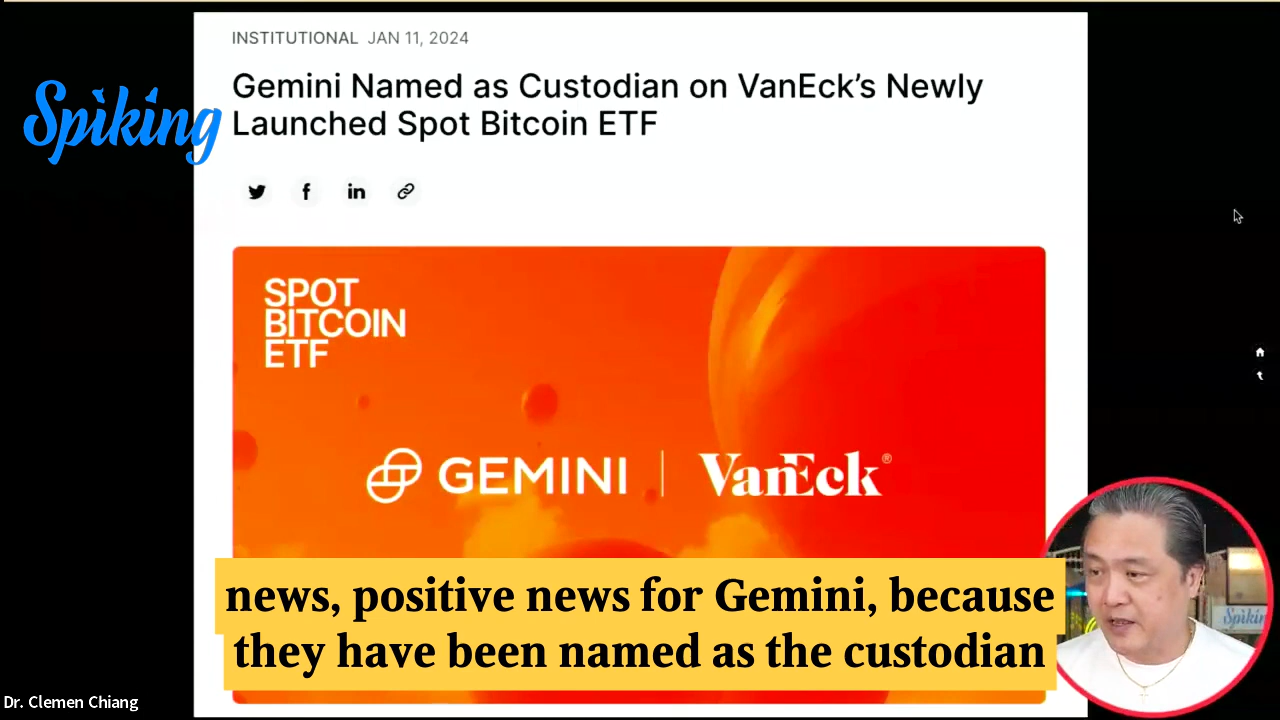 INSTITUTIONAL JAN 11, 2024
Gemini Named as Custodian on VanEck’s Newly
Launched Spot Bitcoin ETF
Spiking
SPOT
BITCOIN
ETF
GEMINI | VanEck®
news, positive news for Gemini, because
they have been named as the custodian
Spikin
Dr. Clemen Chiang